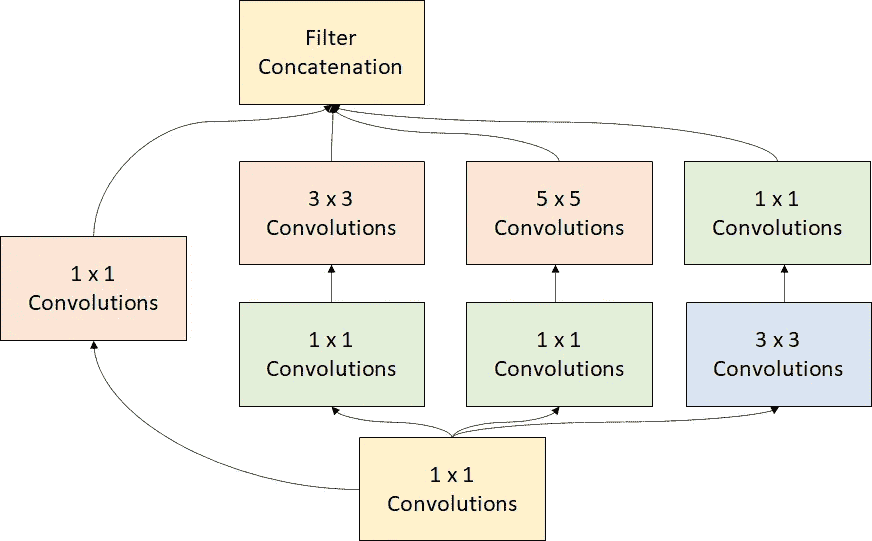 Filter
Concatenation
3 x 3
Convolutions
5 x 5
Convolutions
1 x 1
Convolutions
1 x 1
Convolutions
1 x 1
Convolutions
1 x 1
Convolutions
3 x 3
Convolutions
1 x 1
Convolutions